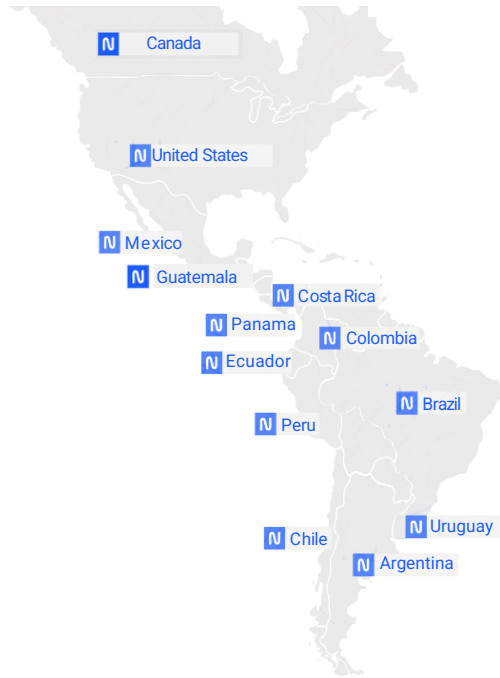 Canada
United States
Mexico
Guatemala
Costa Rica
Panama
Colombia
Ecuador
Brazil
Peru
Uruguay
Chile
Argentina